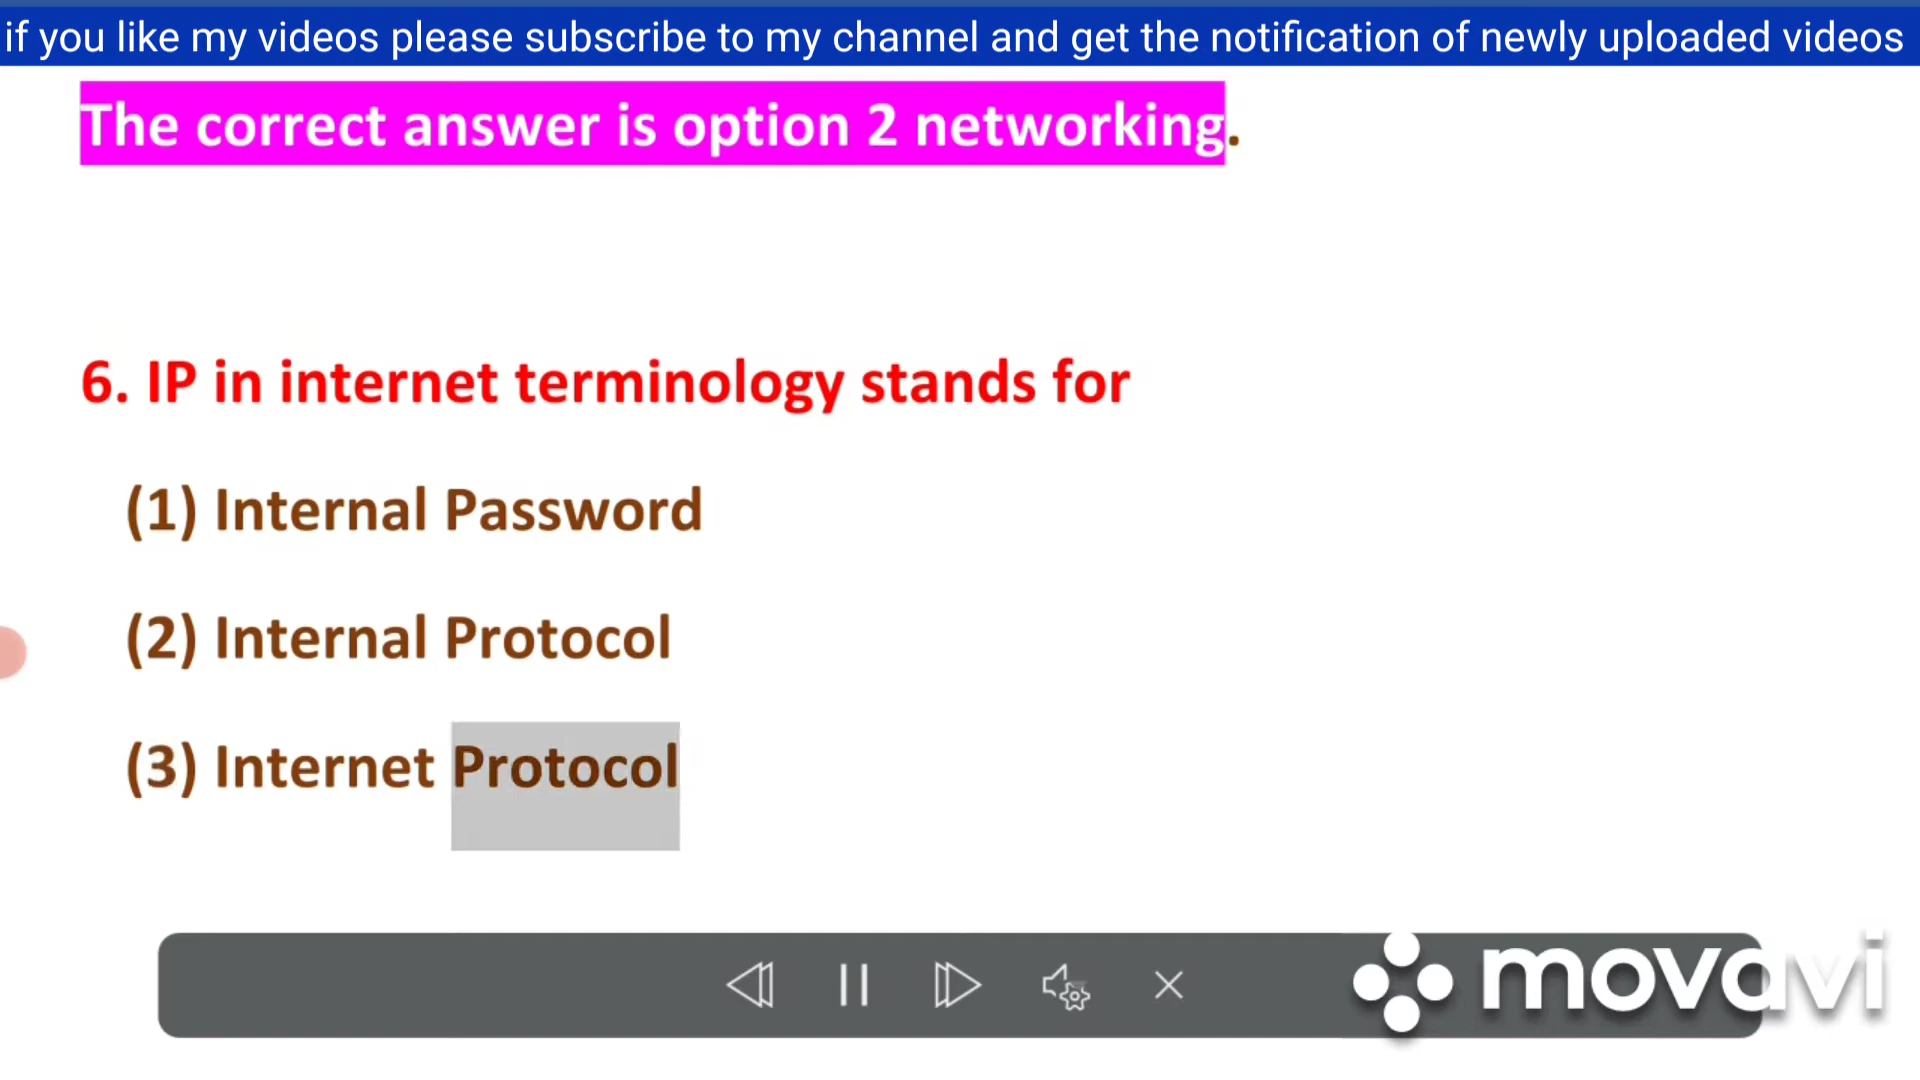 if you like my videos please subscribe to my channel and get the notification of newly uploaded videos
The correct answer is option 2 networking.
6. IP in internet terminology stands for
(1) Internal Password
(2) Internal Protocol
(3) Internet Protocol
movavi